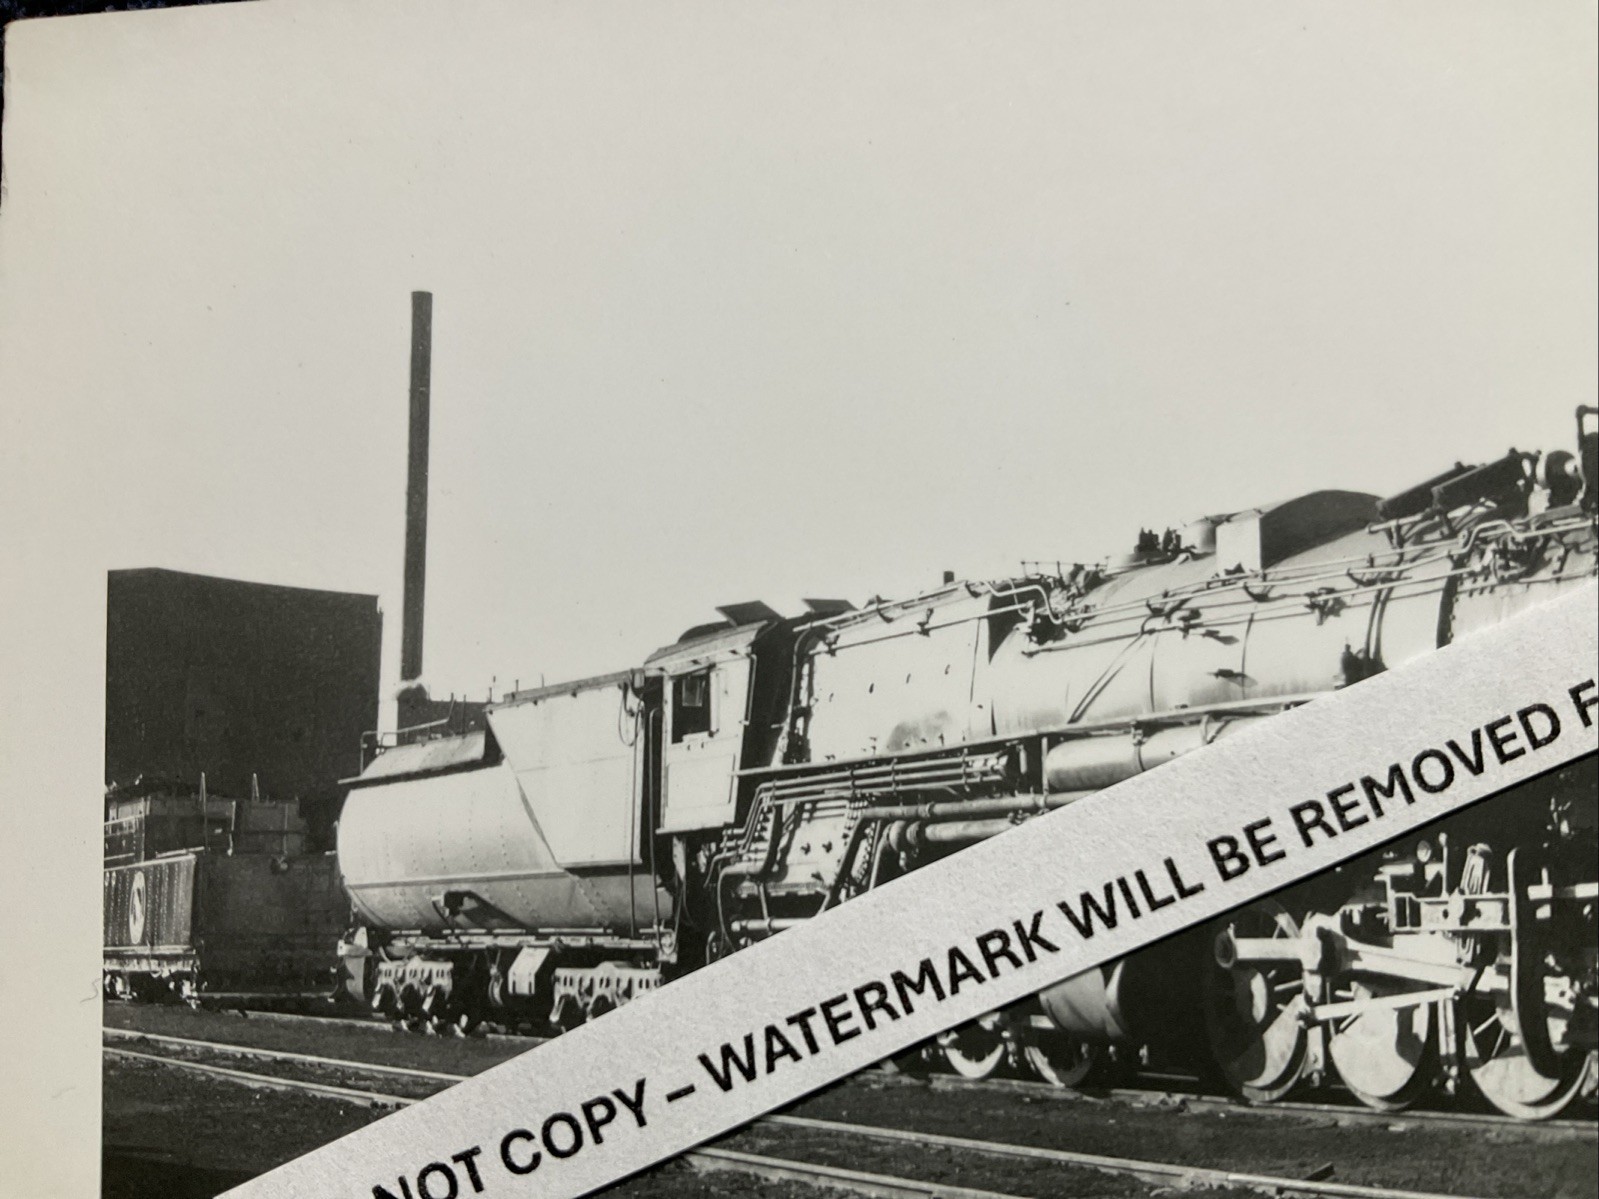 NOT COPY – WATERMARK WILL BE REMOVED F